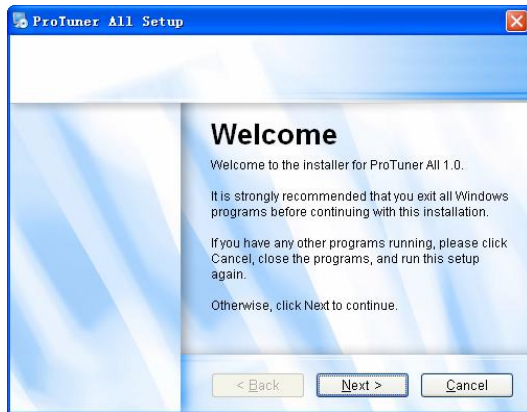 ProTuner All Setup
Welcome
Welcome to the installer for ProTuner All 1.0.
It is strongly recommended that you exit all Windows
programs before continuing with this installation.
If you have any other programs running, please click
Cancel, close the programs, and run this setup
again.
Otherwise, click Next to continue.
< Back
Next >
Cancel